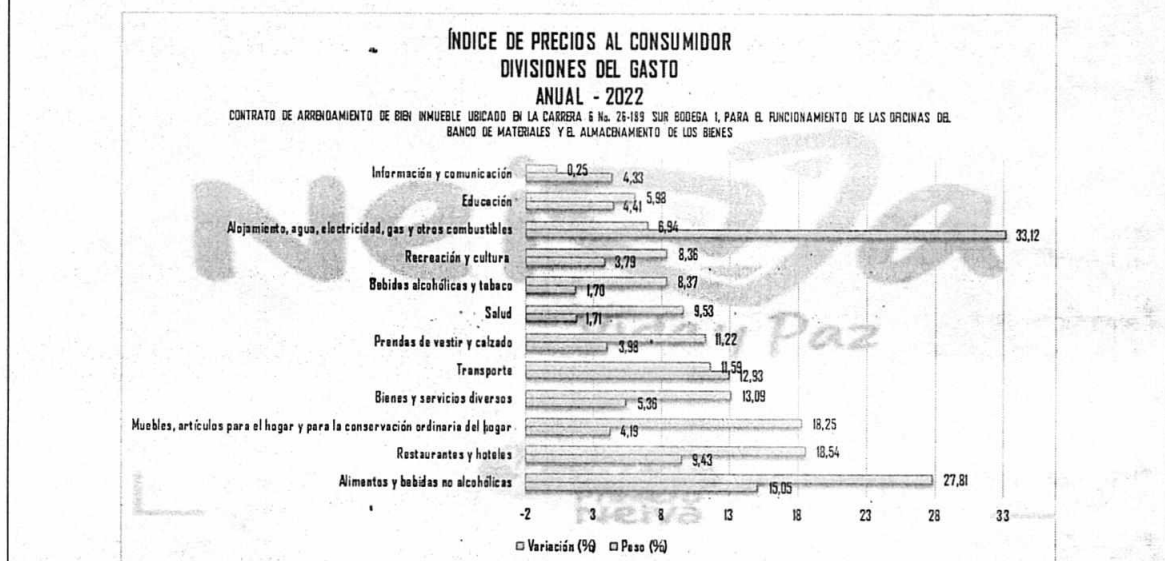 ÍNDICE DE PRECIOS AL CONSUMIDOR
DIVISIONES DEL GASTO
ANUAL - 2022
CONTRATO DE ARRENDAMIENTO DE BIEN INMUEBLE UBICADO EN LA CARRERA 6 No. 26-189 SUR BODEGA 1, PARA EL FUNCIONAMIENTO DE LAS OFICINAS DEL
BANCO DE MATERIALES Y EL ALMACENAMIENTO DE LOS BIENES
Información y comunicación 0,25
4,33
Educación 5,98
4,41
Alojamiento, agua, electricidad, gas y otros combustibles 6,94
33,12
Recreación y cultura 8,36
3,79
Bebidas alcohólicas y tabaco 8,37
1,70
Salud 9,53
1,71
Prendas de vestir y calzado 11,22
3,98
Transporte 11,59
12,93
Bienes y servicios diversos 13,09
5,36
Muebles, artículos para el hogar y para la conservación ordinaria del hogar 18,25
4,19
Restaurantes y hoteles 18,54
9,43
Alimentos y bebidas no alcohólicas 27,81
15,05
-2 3 8 13 18 23 28 33
Variación (%) Peso (%)
Neiva
Vida y Paz
Primero
Neiva